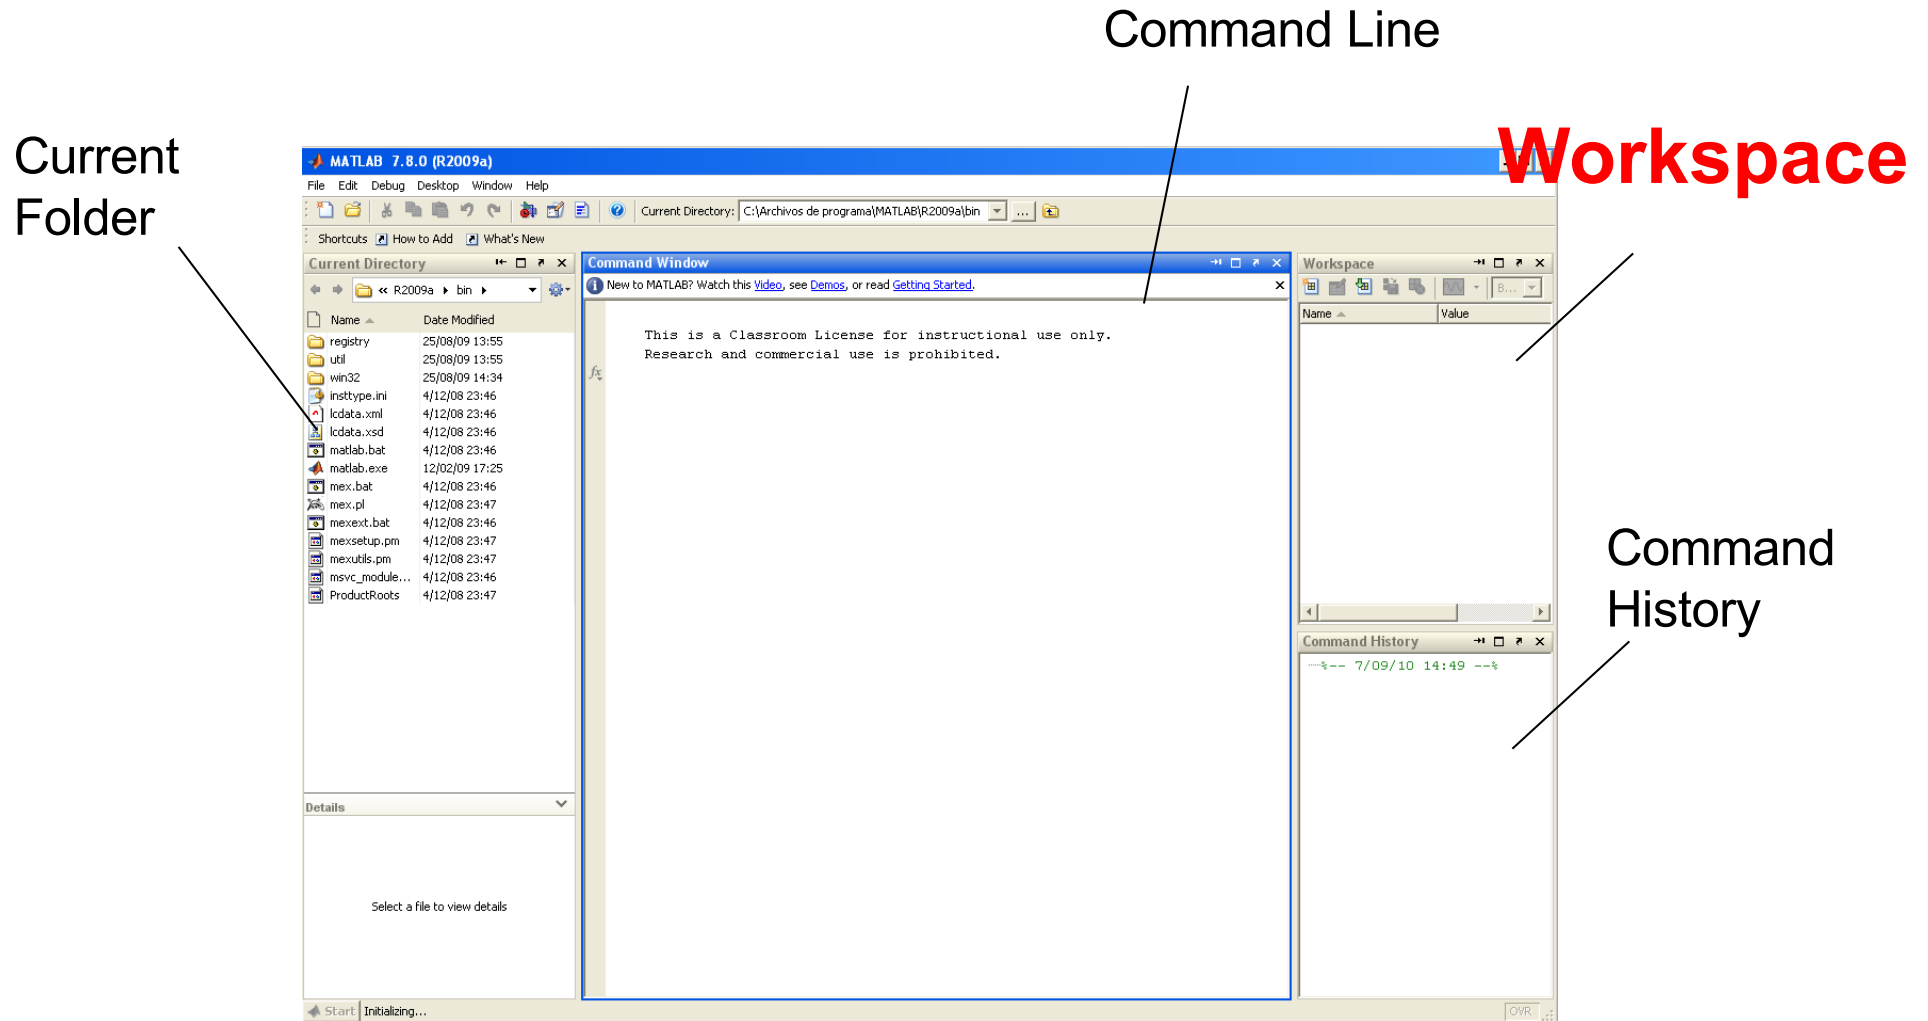 Command Line
Workspace
Current
Folder
MATLAB 7.8.0 (R2009a)
File Edit Debug Desktop Window Help
Current Directory: C:\Archivos de programa\MATLAB\R2009a\bin ...
Shortcuts How to Add What's New
Current Directory
« R2009a bin
Name Date Modified
registry 25/08/09 13:55
util 25/08/09 13:55
win32 25/08/09 14:34
insttype.ini 4/12/08 23:46
lcdata.xml 4/12/08 23:46
lcdata.xsd 4/12/08 23:46
matlab.bat 4/12/08 23:46
matlab.exe 12/02/09 17:25
mex.bat 4/12/08 23:46
mex.pl 4/12/08 23:47
mexext.bat 4/12/08 23:46
mexsetup.pm 4/12/08 23:47
mexutils.pm 4/12/08 23:47
msvc_module... 4/12/08 23:46
ProductRoots 4/12/08 23:47
Details
Select a file to view details
Command Window
New to MATLAB? Watch this Video, see Demos, or read Getting Started.
This is a Classroom License for instructional use only.
Research and commercial use is prohibited.
fx
Workspace
B...
Name Value
Command History
%-- 7/09/10 14:49 --%
Command
History
Start Initializing...
OVR